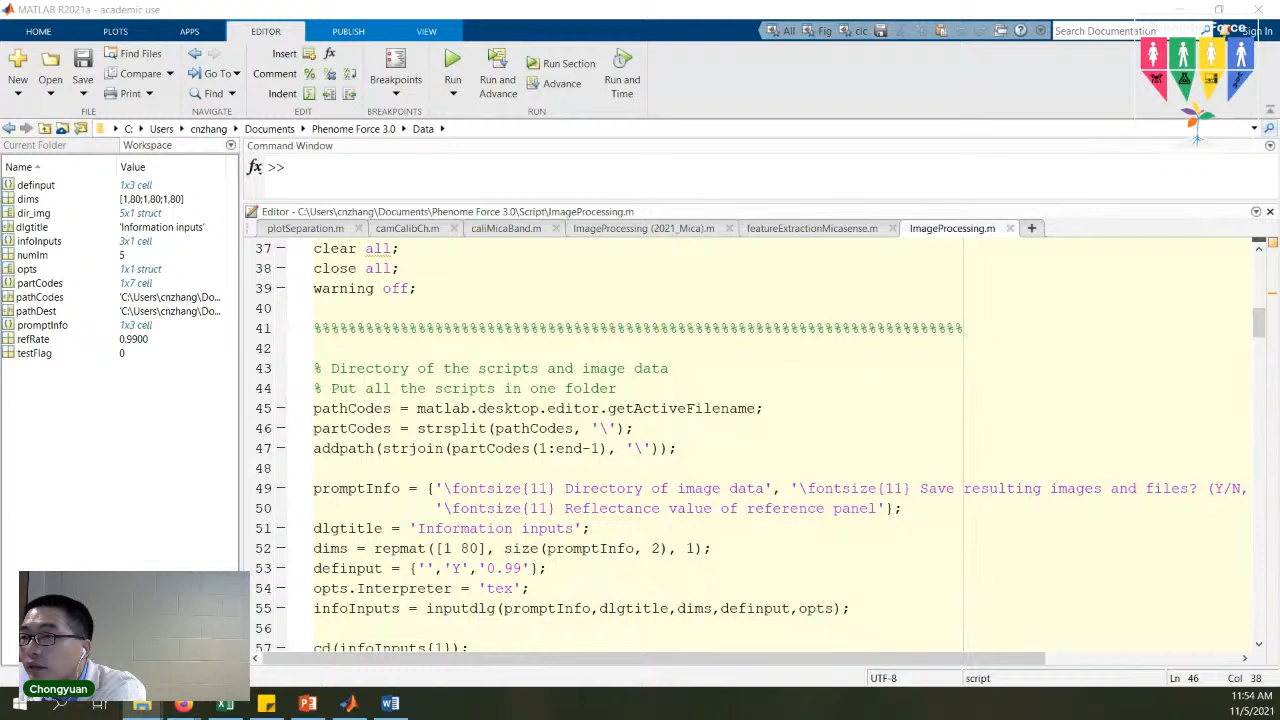 MATLAB R2021a - academic use
HOME PLOTS APPS EDITOR PUBLISH VIEW
All Fig clc Search Documentation Sign In
Force
New Open Save
Find Files
Compare
Print
Go To
Find
Insert
Comment
Indent
Breakpoints
Run
Run and Advance
Run Section
Advance
Run and Time
FILE NAVIGATE EDIT BREAKPOINTS RUN
C: Users cnzhang Documents Phenome Force 3.0 Data
Current Folder Workspace
Name Value
definput 1x3 cell
dims [1,80;1,80;1,80]
dir_img 5x1 struct
dlgtitle 'Information inputs'
infoInputs 3x1 cell
numIm 5
opts 1x1 struct
partCodes 1x7 cell
pathCodes 'C:\Users\cnzhang\Do...
pathDest 'C:\Users\cnzhang\Do...
promptInfo 1x3 cell
refRate 0.9900
testFlag 0
Command Window
fx >>
Editor - C:\Users\cnzhang\Documents\Phenome Force 3.0\Script\ImageProcessing.m
plotSeparation.m camCalibCh.m caliMicaBand.m ImageProcessing (2021_Mica).m featureExtractionMicasense.m ImageProcessing.m
37 clear all;
38 close all;
39 warning off;
40
41 %%%%%%%%%%%%%%%%%%%%%%%%%%%%%%%%%%%%%%%%%%%%%%%%%%%%%%%%%%%%%%%%%%%%%%%%%%%
42
43 % Directory of the scripts and image data
44 % Put all the scripts in one folder
45 pathCodes = matlab.desktop.editor.getActiveFilename;
46 partCodes = strsplit(pathCodes, '\');
47 addpath(strjoin(partCodes(1:end-1), '\'));
48
49 promptInfo = {'\fontsize{11} Directory of image data', '\fontsize{11} Save resulting images and files? (Y/N,
50 '\fontsize{11} Reflectance value of reference panel'};
51 dlgtitle = 'Information inputs';
52 dims = repmat([1 80], size(promptInfo, 2), 1);
53 definput = {'','Y','0.99'};
54 opts.Interpreter = 'tex';
55 infoInputs = inputdlg(promptInfo,dlgtitle,dims,definput,opts);
56
57 cd(infoInputs{1});
UTF-8 script Ln 46 Col 38
Chongyuan
11:54 AM
11/5/2021